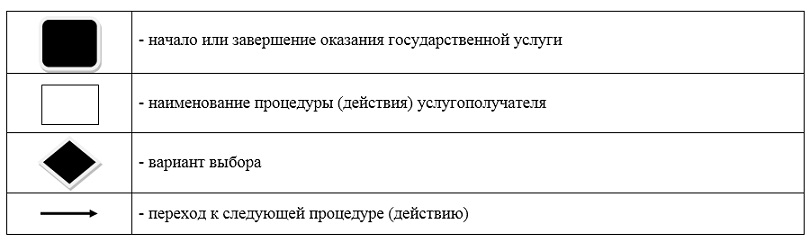 - начало или завершение оказания государственной услуги
- наименование процедуры (действия) услугополучателя
- вариант выбора
- переход к следующей процедуре (действию)